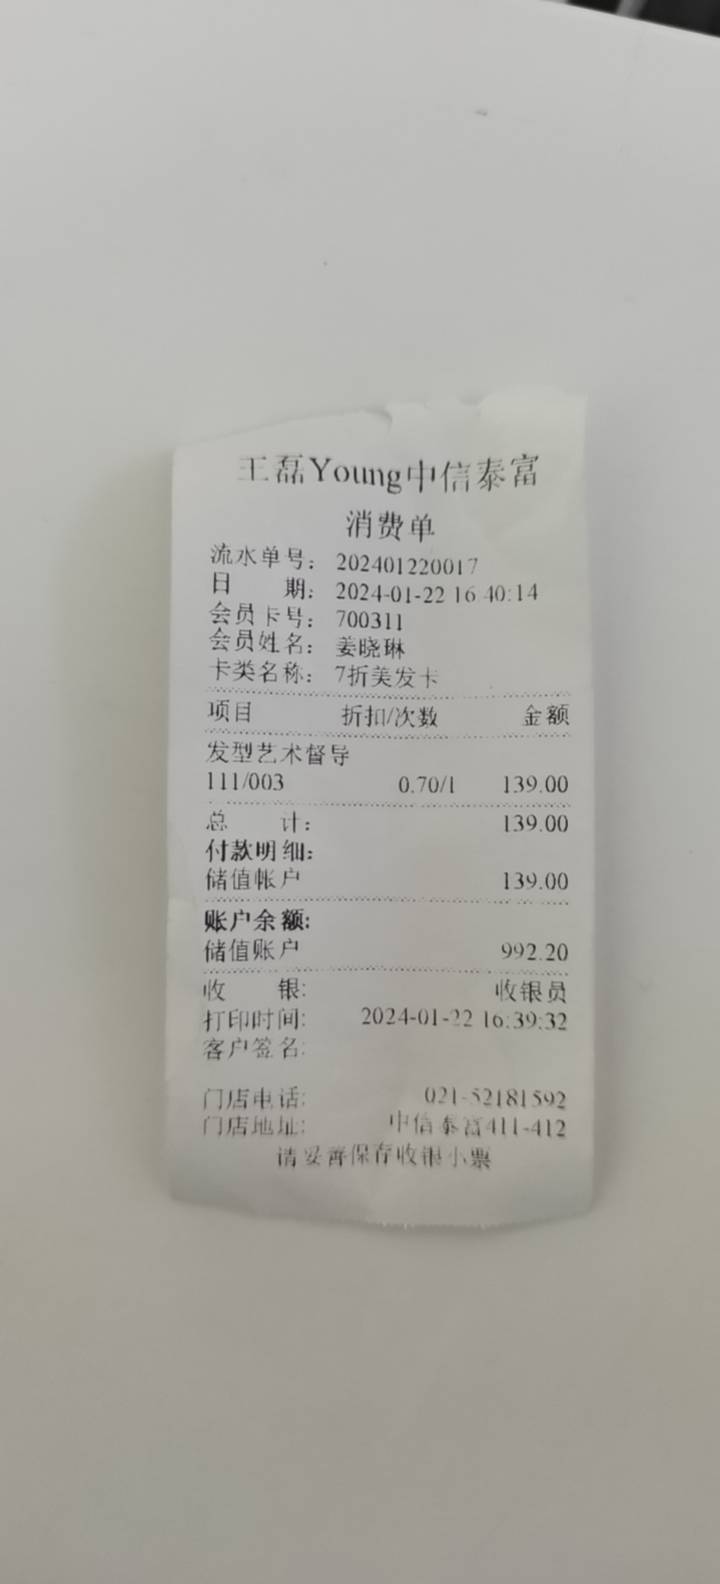 王磊Young中信泰富
消费单
流水单号： 202401220017
日 期： 2024-01-22 16:40:14
会员卡号： 700311
会员姓名： 姜晓琳
卡类名称： 7折美发卡
项目 折扣/次数 金额
发型艺术督导
111/003 0.70/1 139.00
总 计： 139.00
付款明细：
储值帐户 139.00
账户余额:
储值账户 992.20
收 银: 收银员
打印时间: 2024-01-22 16:39:32
客户签名:
门店电话: 021-52181592
门店地址: 中信泰富411-412
请妥善保存收银小票